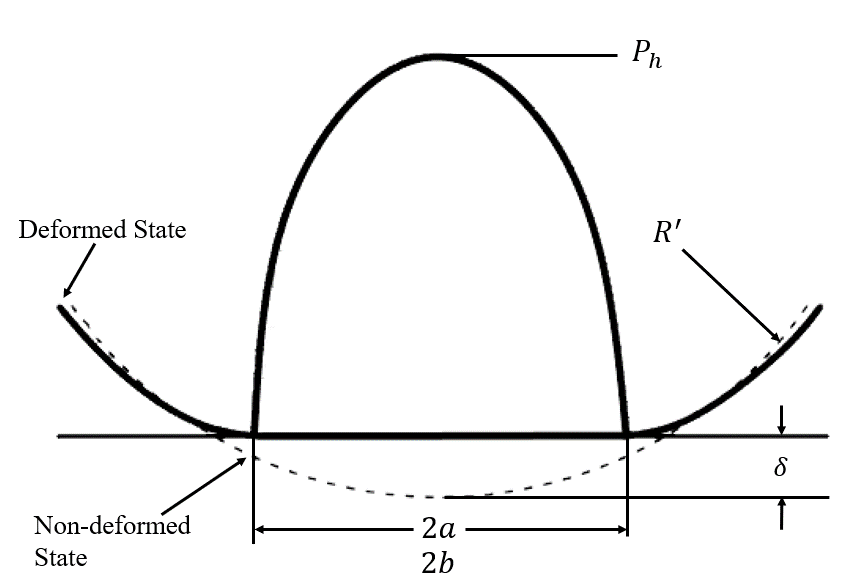 P_h
Deformed State
R′
δ
Non-deformed
State
2a
2b